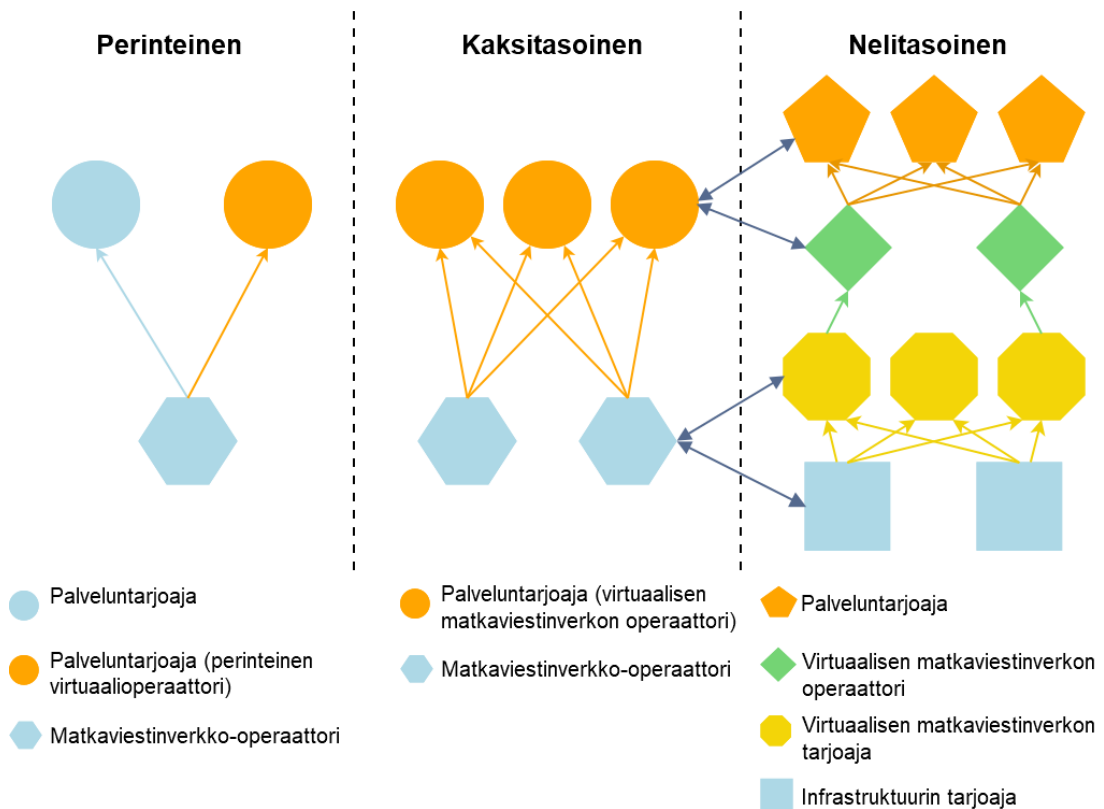 Perinteinen
Kaksitasoinen
Nelitasoinen
Palveluntarjoaja
Palveluntarjoaja (perinteinen
virtuaalioperaattori)
Matkaviestinverkko-operaattori
Palveluntarjoaja (virtuaalisen
matkaviestinverkon operaattori)
Matkaviestinverkko-operaattori
Palveluntarjoaja
Virtuaalisen matkaviestinverkon
operaattori
Virtuaalisen matkaviestinverkon
tarjoaja
Infrastruktuurin tarjoaja